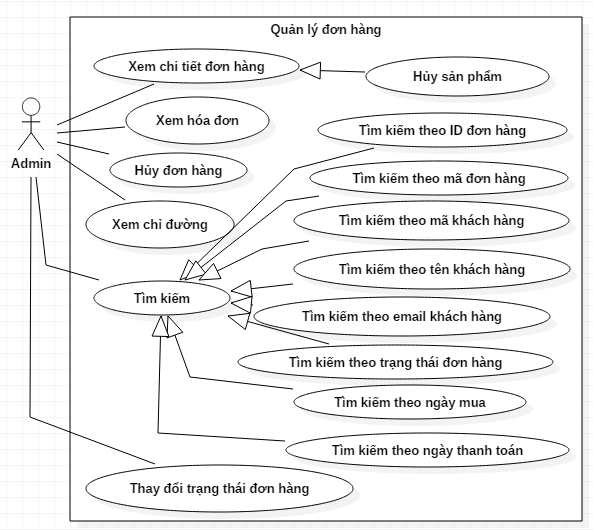 Quản lý đơn hàng
Xem chi tiết đơn hàng
Hủy sản phẩm
Xem hóa đơn
Tìm kiếm theo ID đơn hàng
Admin
Hủy đơn hàng
Tìm kiếm theo mã đơn hàng
Xem chỉ đường
Tìm kiếm theo mã khách hàng
Tìm kiếm theo tên khách hàng
Tìm kiếm
Tìm kiếm theo email khách hàng
Tìm kiếm theo trạng thái đơn hàng
Tìm kiếm theo ngày mua
Tìm kiếm theo ngày thanh toán
Thay đổi trạng thái đơn hàng